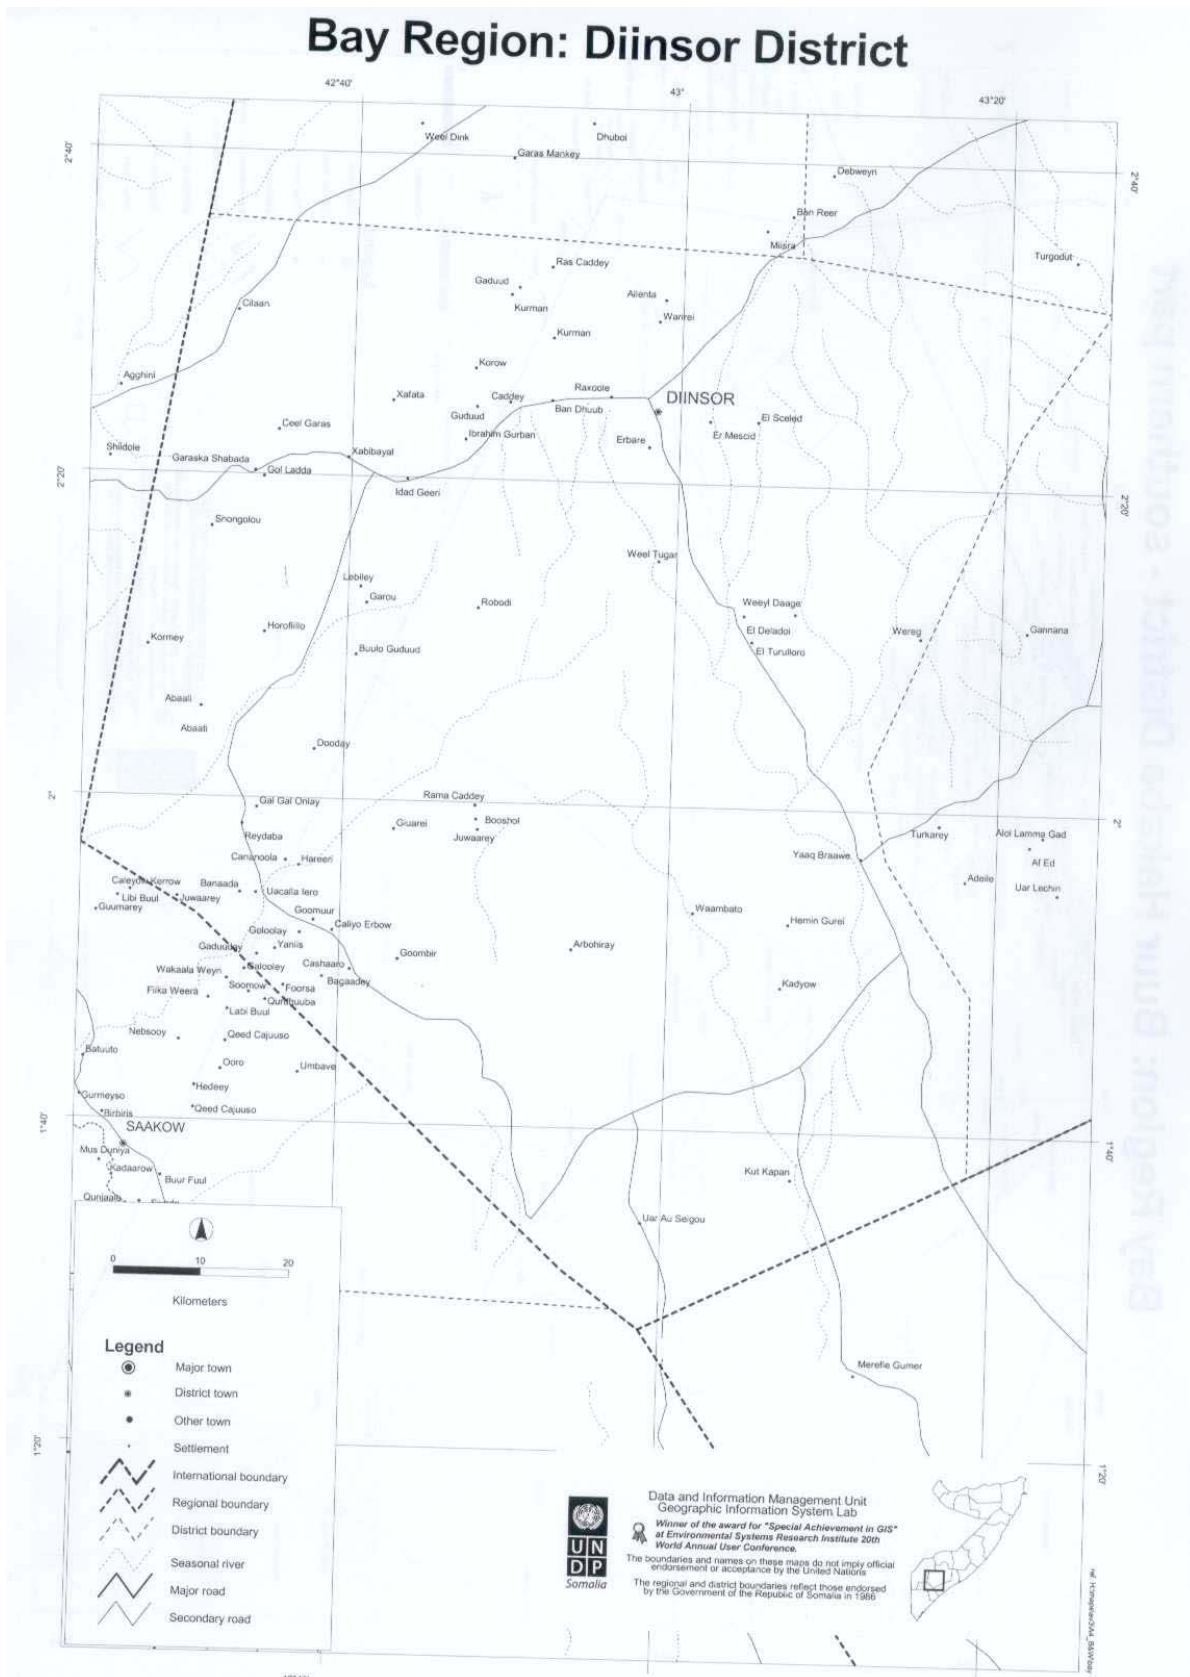 Bay Region: Diinsor District
42°40'
43°
43°20'
2°40'
2°40'
Weel Dink
Dhuboi
Garas Mankey
Debweyn
Ban Reer
Miisra
Turgodut
Ras Caddey
Gaduud
Kurman
Ailenta
Wanrei
Cilaan
Kurman
Korow
Agghini
Xafata
Caddey
Raxoole
DIINSOR
Guduud
Ban Dhuub
El Sceled
Ceel Garas
Ibrahim Gurban
Erbare
Er Mescid
Shiidole
Garaska Shabada
Xabibayal
Gol Ladda
2°20'
Idad Geeri
2°20'
Shongolou
Weel Tugar
Lebiley
Garou
Robodi
Weeyl Daage
Horofiilo
El Deladoi
Wereg
Gannana
Kormey
Buulo Guduud
El Turulloro
Abaali
Abaali
Dooday
2°
Gal Gal Onlay
Rama Caddey
2°
Giuarei
Booshol
Reydaba
Juwaarey
Turkarey
Aloi Lamma Gad
Cananoola
Hareeri
Yaaq Braawe
Af Ed
Caleydo Kerrow
Banaada
Uacalla Iero
Adeile
Uar Lechin
Libi Buul
Juwaarey
Guumarey
Goomuur
Waambato
Goloolay
Caliyo Erbow
Hemin Gurei
Gaduuday
Yaniis
Goombir
Arbohiray
Wakaala Weyn
Galooley
Cashaaro
Soomow
Foorsa
Bagaadey
Kadyow
Fiika Weera
Qurdhuuba
Labi Buul
Nebsooy
Qeed Cajuuso
Batuuto
Ooro
Umbave
Hedeey
Gurmeyso
Birbiris
Qeed Cajuuso
1°40'
SAAKOW
1°40'
Mus Duniya
Kadaarow
Buur Fuul
Kut Kapan
Uar Au Seigou
0 10 20
Kilometers
Legend
Major town
District town
Other town
Settlement
International boundary
Regional boundary
District boundary
Seasonal river
Major road
Secondary road
Merefie Gumor
1°20'
1°20'
UN
DP
Somalia
Data and Information Management Unit
Geographic Information System Lab
Winner of the award for "Special Achievement in GIS"
at Environmental Systems Research Institute 20th
World Annual User Conference.
The boundaries and names on these maps do not imply official
endorsement or acceptance by the United Nations
The regional and district boundaries reflect those endorsed
by the Government of the Republic of Somalia in 1986